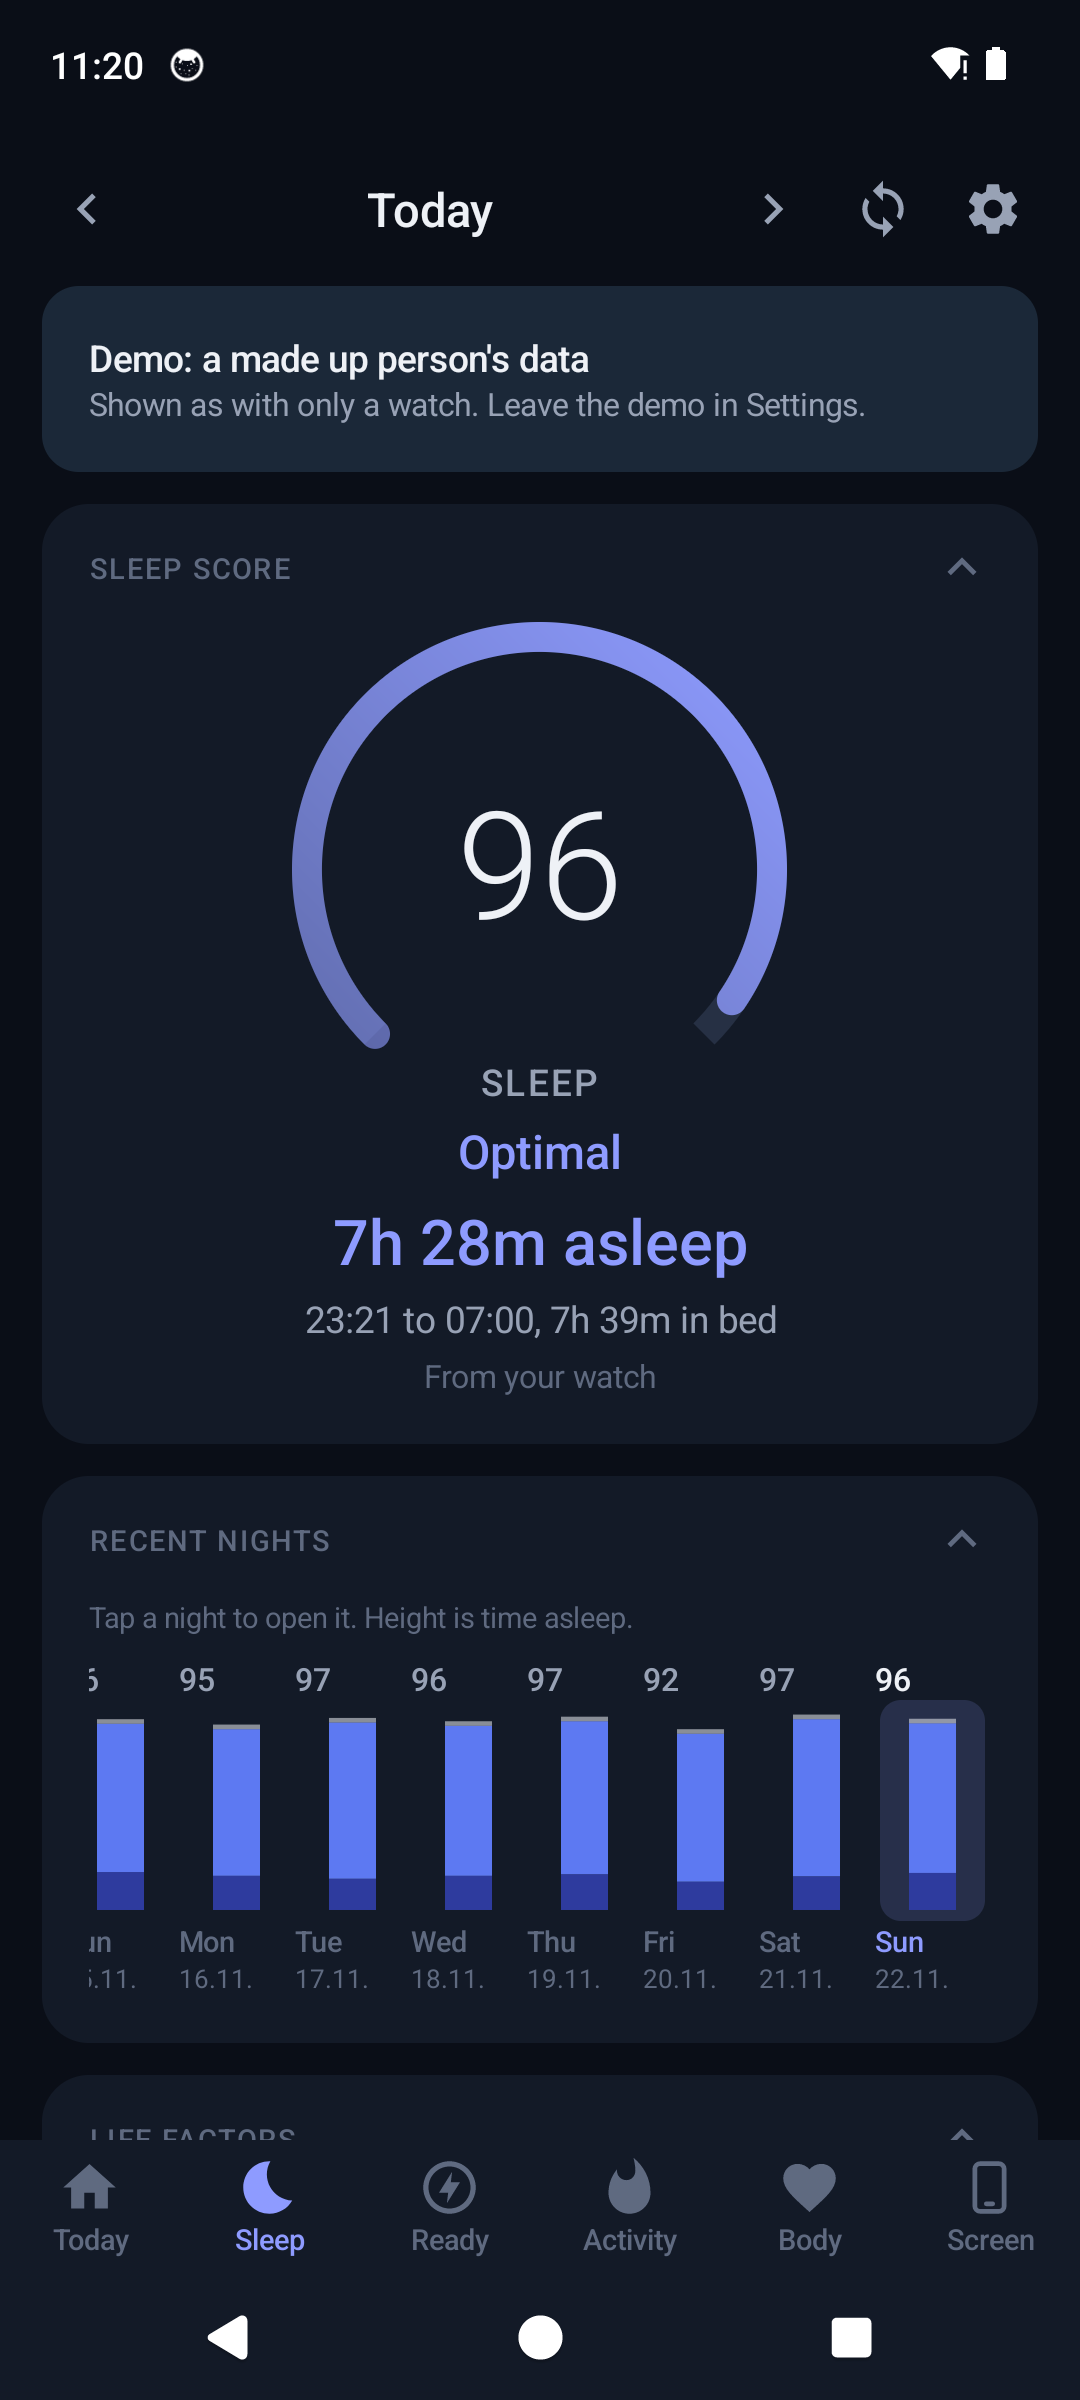 11:20
Today
Demo: a made up person's data
Shown as with only a watch. Leave the demo in Settings.
SLEEP SCORE
96
SLEEP
Optimal
7h 28m asleep
23:21 to 07:00, 7h 39m in bed
From your watch
RECENT NIGHTS
Tap a night to open it. Height is time asleep.
95 97 96 97 92 97 96
Mon Tue Wed Thu Fri Sat Sun
16.11. 17.11. 18.11. 19.11. 20.11. 21.11. 22.11.
LIFE FACTORS
Today Sleep Ready Activity Body Screen